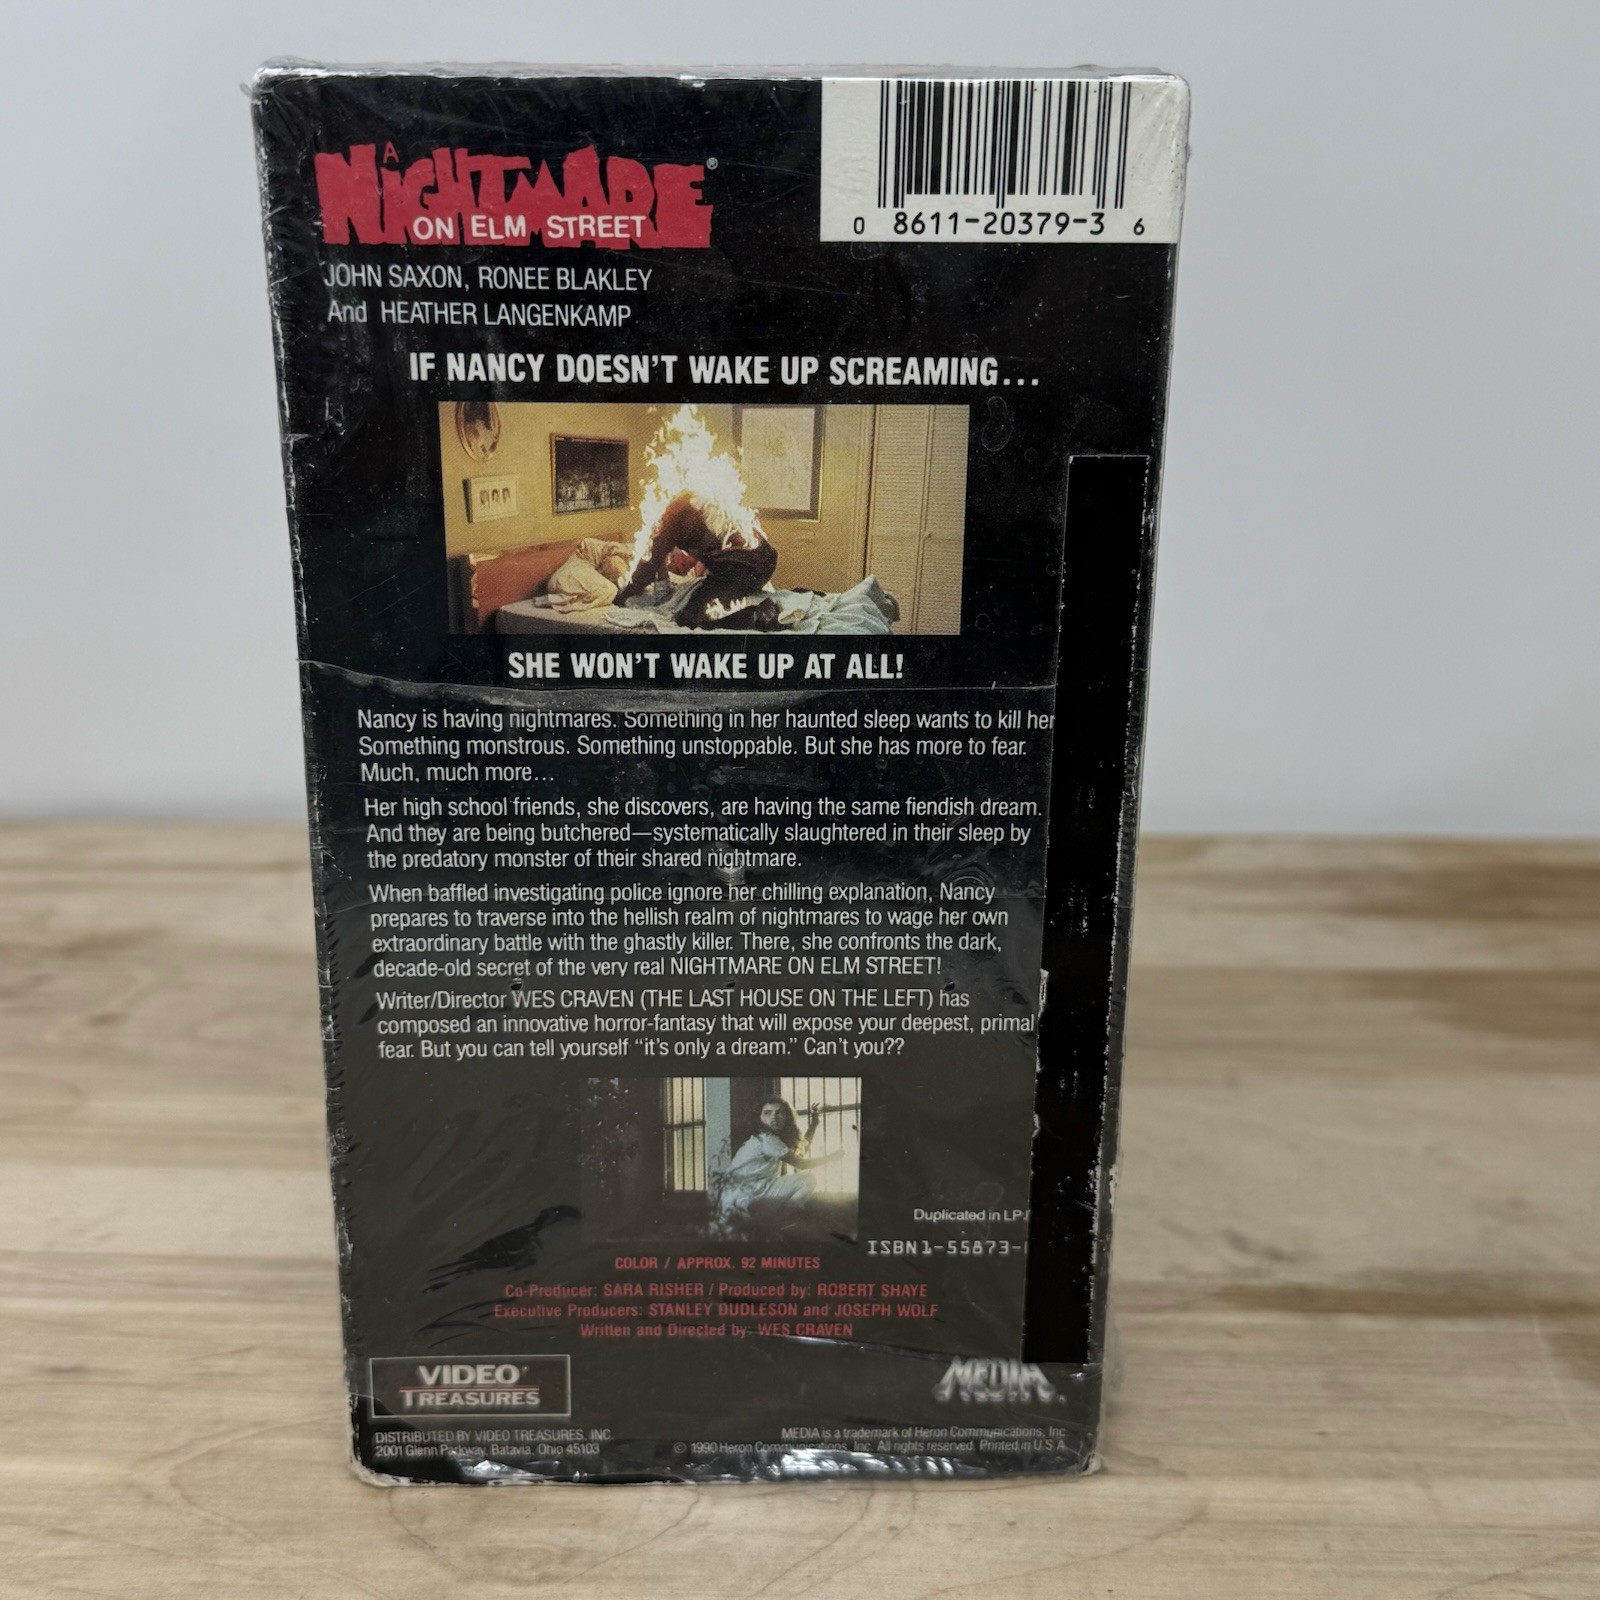 A
NIGHTMARE®
ON ELM STREET
0 8611-20379-3 6
JOHN SAXON, RONEE BLAKLEY
And HEATHER LANGENKAMP
IF NANCY DOESN'T WAKE UP SCREAMING...
SHE WON'T WAKE UP AT ALL!
Nancy is having nightmares. Something in her haunted sleep wants to kill her
Something monstrous. Something unstoppable. But she has more to fear.
Much, much more...
Her high school friends, she discovers, are having the same fiendish dream.
And they are being butchered—systematically slaughtered in their sleep by
the predatory monster of their shared nightmare.
When baffled investigating police ignore her chilling explanation, Nancy
prepares to traverse into the hellish realm of nightmares to wage her own
extraordinary battle with the ghastly killer. There, she confronts the dark,
decade-old secret of the very real NIGHTMARE ON ELM STREET!
Writer/Director WES CRAVEN (THE LAST HOUSE ON THE LEFT) has
composed an innovative horror-fantasy that will expose your deepest, primal
fear. But you can tell yourself "it's only a dream." Can't you??
Duplicated in LP
ISBN 1-55873-
COLOR / APPROX. 92 MINUTES
Co-Producer: SARA RISHER / Produced by: ROBERT SHAYE
Executive Producers: STANLEY DUDLESON and JOSEPH WOLF
Written and Directed by: WES CRAVEN
VIDEO
TREASURES
MEDIA
DISTRIBUTED BY VIDEO TREASURES, INC.
2001 Glenn Parkway, Batavia, Ohio 45103
MEDIA is a trademark of Heron Communications, Inc.
© 1990 Heron Communications, Inc. All rights reserved. Printed in U.S.A.